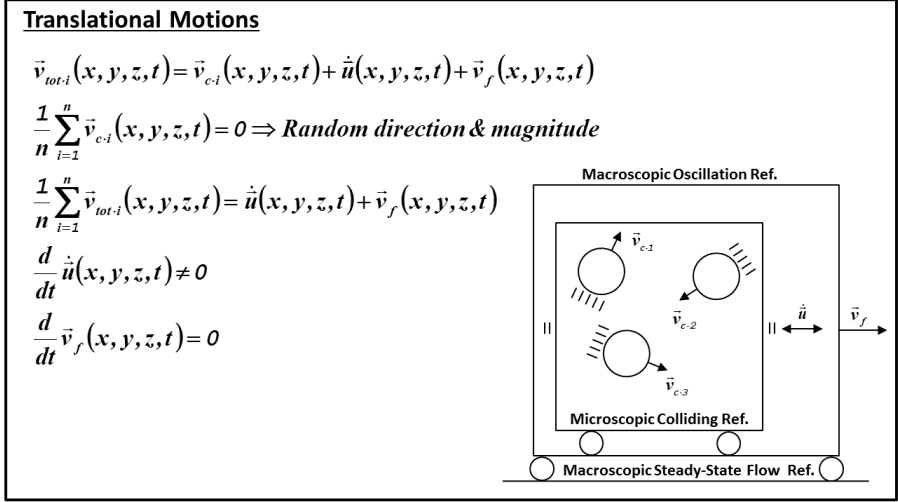 Translational Motions
v⃗_tot-i(x,y,z,t) = v⃗_c-i(x,y,z,t) + u⃗̇(x,y,z,t) + v⃗_f(x,y,z,t)
1/n ∑_{i=1}^{n} v⃗_c-i(x,y,z,t) = 0 ⇒ Random direction & magnitude
1/n ∑_{i=1}^{n} v⃗_tot-i(x,y,z,t) = u⃗̇(x,y,z,t) + v⃗_f(x,y,z,t)
d/dt u⃗̇(x,y,z,t) ≠ 0
d/dt v⃗_f(x,y,z,t) = 0
Macroscopic Oscillation Ref.
v⃗_c-1
v⃗_c-2
v⃗_c-3
u⃗̇
v⃗_f
Microscopic Colliding Ref.
Macroscopic Steady-State Flow Ref.